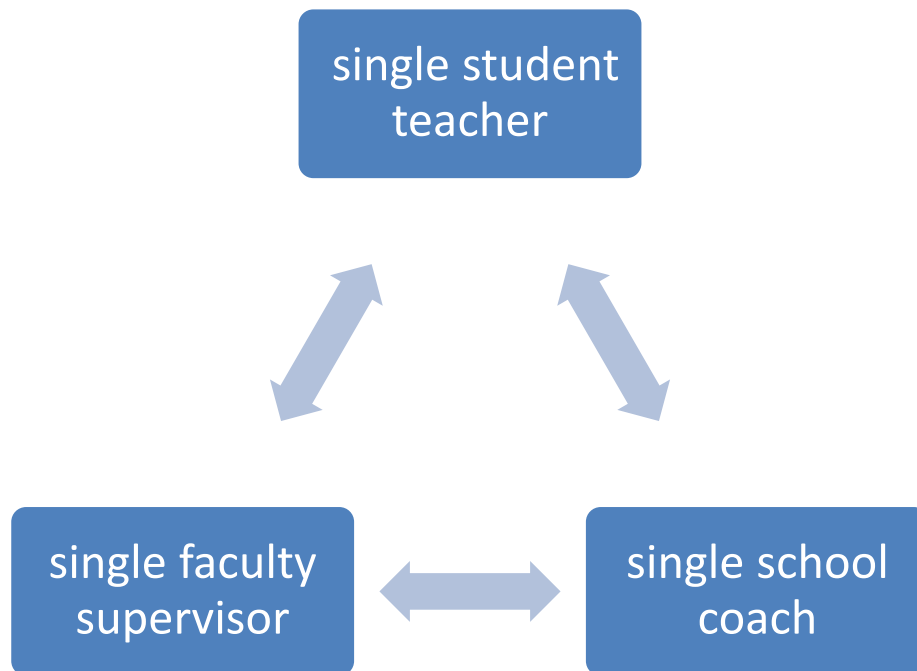 single student
teacher
single faculty
supervisor
single school
coach